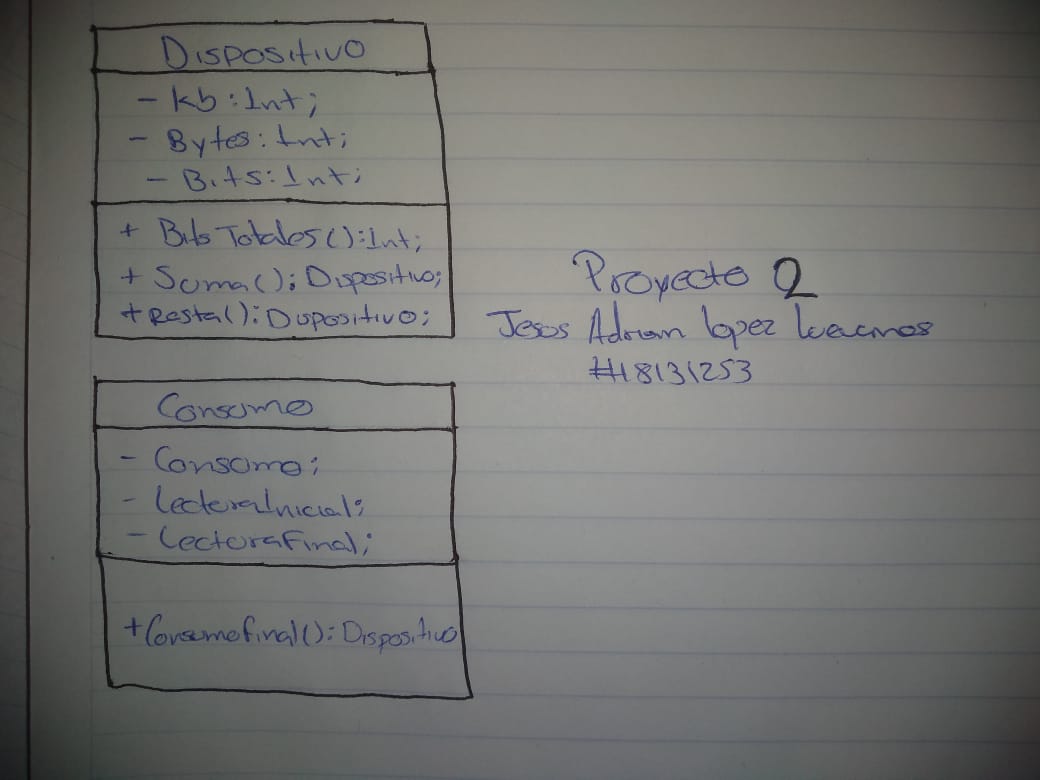 Dispositivo
- kb : Int;
- Bytes : Int;
- Bits : Int;
+ BitsTotales() : Int;
+ Suma() : Dispositivo;
+ Resta() : Dispositivo;
Proyecto 2
Jesus Adrian Lopez
#18131253
Consumo
- Consumo;
- LecturaInicial;
- LecturaFinal;
+ ConsumoFinal() : Dispositivo